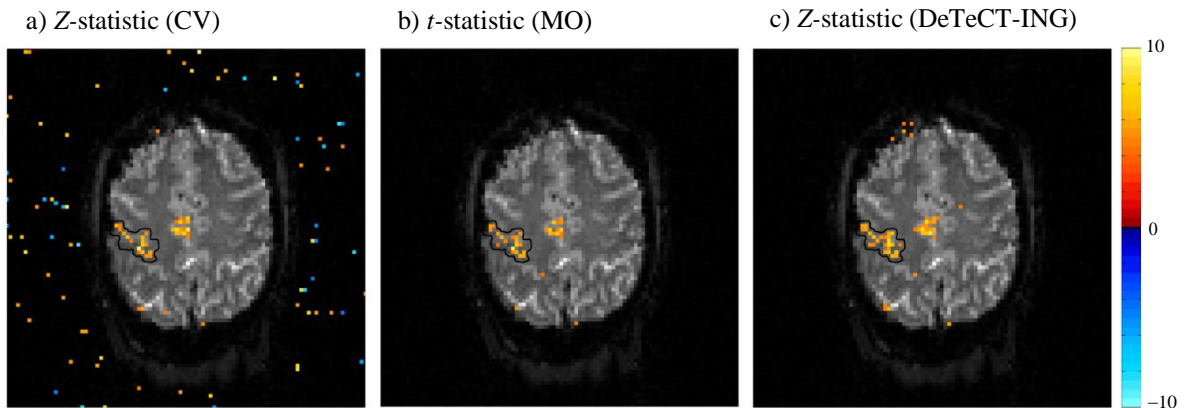 a) Z-statistic (CV)
b) t-statistic (MO)
c) Z-statistic (DeTeCT-ING)
10
0
−10